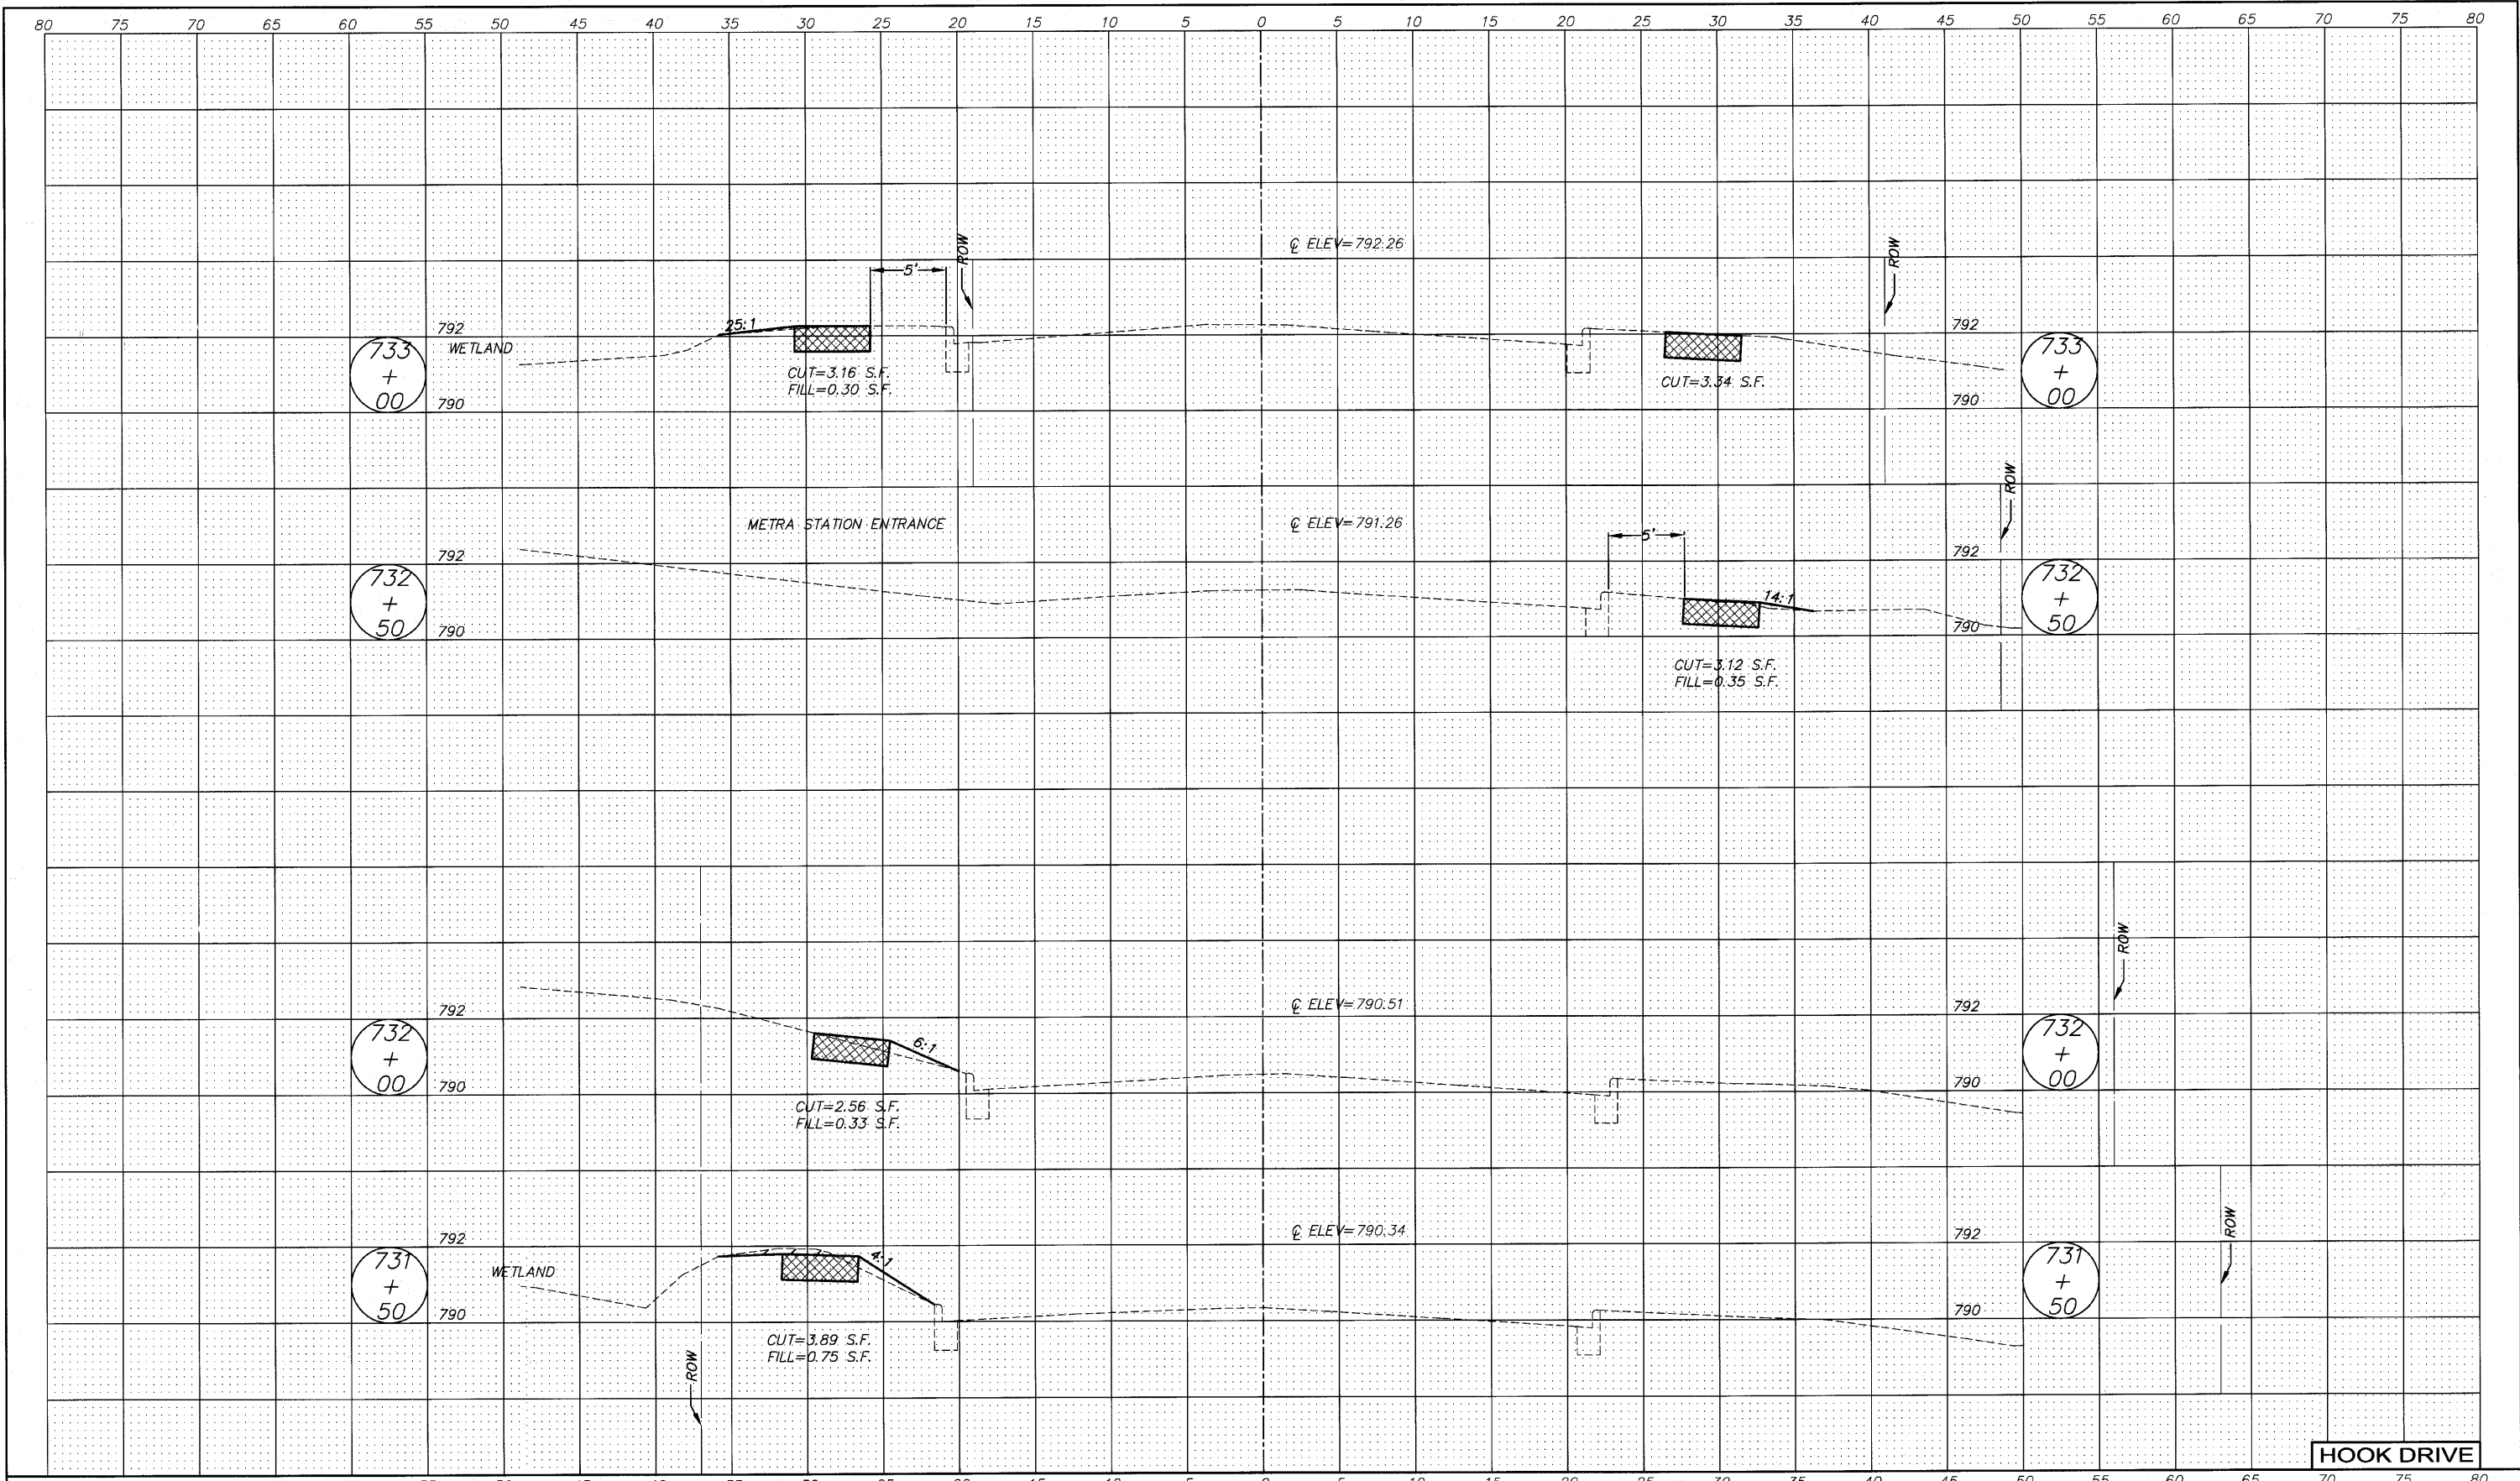 80 75 70 65 60 55 50 45 40 35 30 25 20 15 10 5 0 5 10 15 20 25 30 35 40 45 50 55 60 65 70 75 80
ROW
℄ ELEV=792.26
ROW
5'
25:1
792
792
733
+
00
WETLAND
733
+
00
CUT=3.16 S.F.
FILL=0.30 S.F.
CUT=3.34 S.F.
790
790
ROW
METRA STATION ENTRANCE
℄ ELEV=791.26
5'
792
792
732
+
50
14:1
732
+
50
790
790
CUT=3.12 S.F.
FILL=0.35 S.F.
ROW
792
℄ ELEV=790.51
792
732
+
00
6:1
732
+
00
790
790
CUT=2.56 S.F.
FILL=0.33 S.F.
ROW
792
℄ ELEV=790.34
792
731
+
50
WETLAND
4:1
731
+
50
790
790
CUT=3.89 S.F.
FILL=0.75 S.F.
ROW
HOOK DRIVE